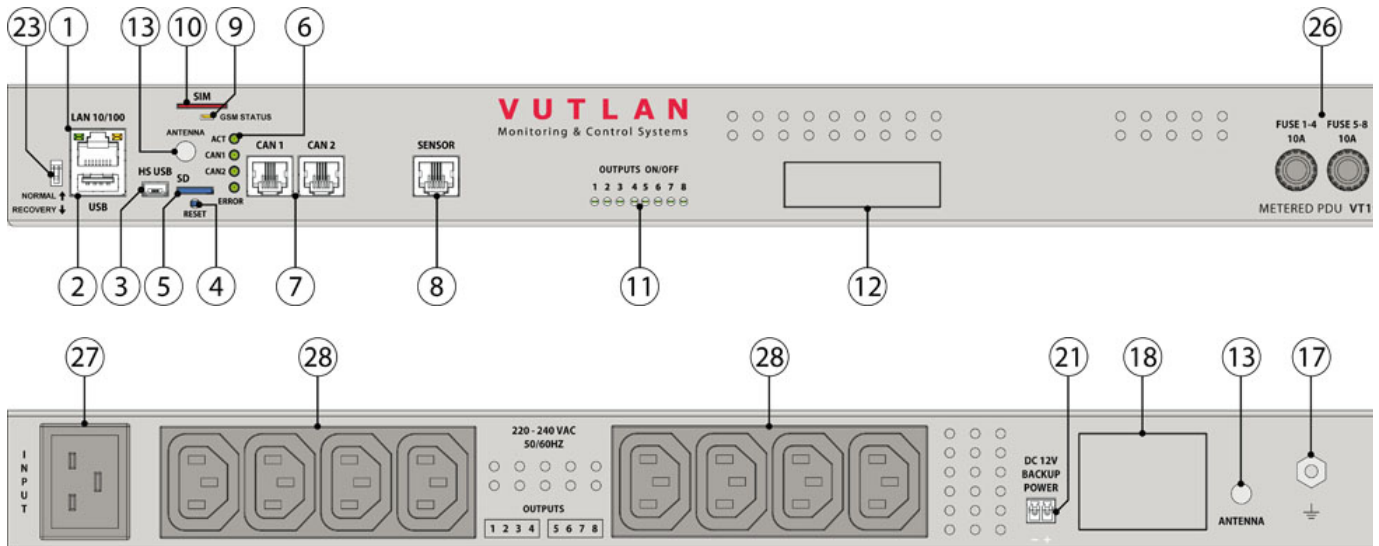 23 1 13 10 9 6 26
SIM
GSM STATUS
LAN 10/100
ANTENNA
ACT
CAN1
CAN2
ERROR
CAN 1 CAN 2
SENSOR
VUTLAN
Monitoring & Control Systems
OUTPUTS ON/OFF
1 2 3 4 5 6 7 8
FUSE 1-4 FUSE 5-8
10A 10A
HS USB
SD
NORMAL ↑
RECOVERY ↓
USB
RESET
METERED PDU VT1
2 3 5 4 7 8 11 12
27 28 28 21 18 13 17
INPUT
220 - 240 VAC
50/60HZ
OUTPUTS
1 2 3 4 5 6 7 8
DC 12V
BACKUP
POWER
− +
ANTENNA